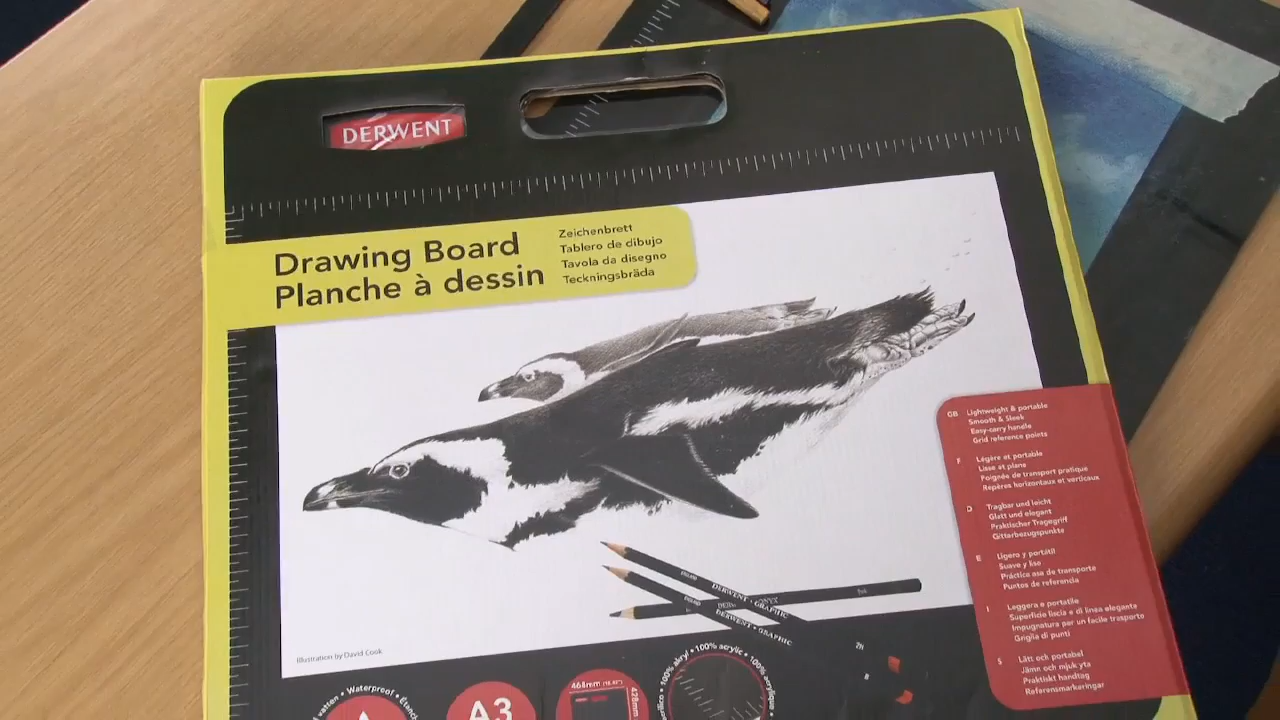 DERWENT
Drawing Board
Planche à dessin
Zeichenbrett
Tablero de dibujo
Tavola da disegno
Teckningsbräda
GB Lightweight & portable
Smooth & Sleek
Easy-carry handle
Grid reference points
F Légère et portable
Lisse et plane
Poignée de transport pratique
Repères horizontaux et verticaux
D Tragbar und leicht
Glatt und elegant
Praktischer Tragegriff
Gitterbezugspunkte
E Ligero y portátil
Suave y liso
Práctica asa de transporte
Puntos de referencia
I Leggera e portatile
Superficie liscia e di linea elegante
Impugnatura per un facile trasporto
Griglia di punti
S Lätt och portabel
Jämn och mjuk yta
Praktiskt handtag
Referensmarkeringar
DERWENT • GRAPHIC
ONYX
DERWENT • GRAPHIC
Illustration by David Cook
vatten • Waterproof •
A3
468mm
428mm
akryl • 100% acrylic • 100% acrylique